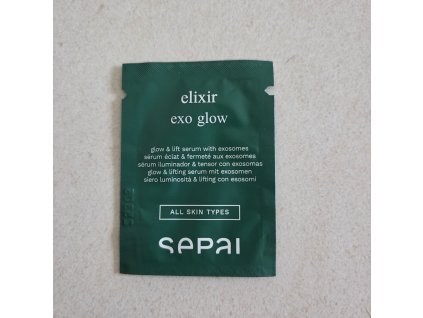 elixir
exo glow
glow & lift serum with exosomes
sérum éclat & fermeté aux exosomes
sérum iluminador & tensor con exosomas
glow & lifting serum mit exosomen
siero luminosità & lifting con esosomi
ALL SKIN TYPES
sepai